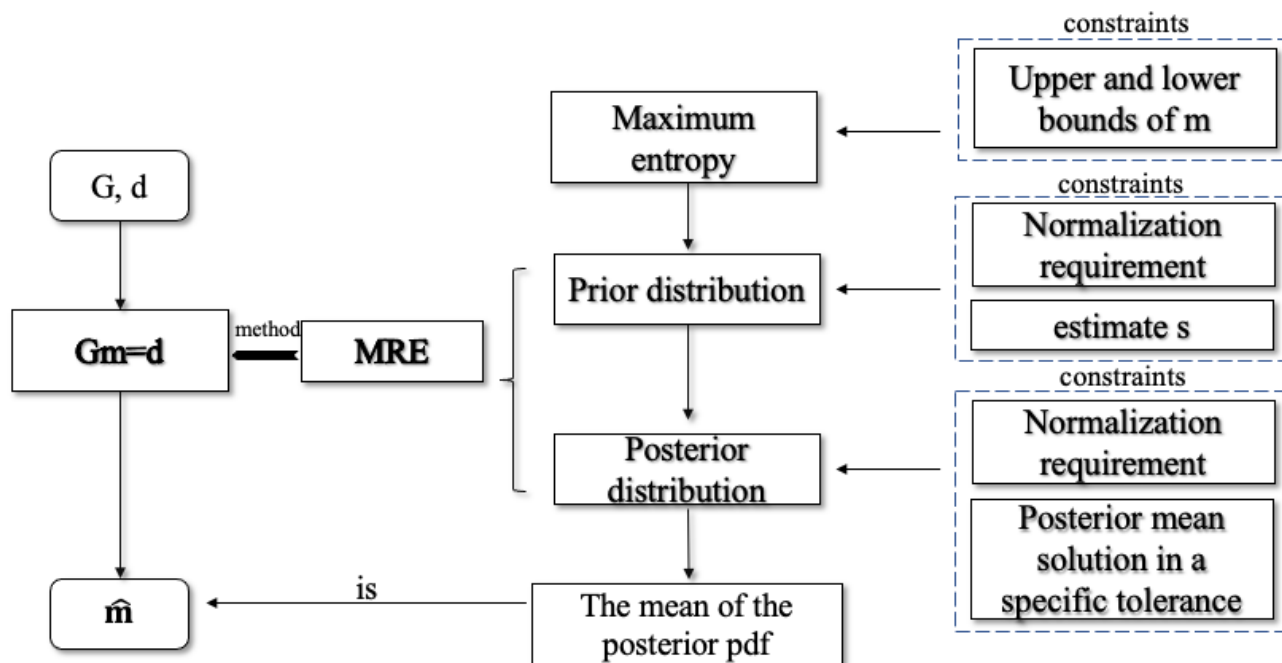 constraints
Upper and lower
bounds of m
Maximum
entropy
G, d
constraints
Normalization
requirement
Prior distribution
estimate s
method
Gm=d
MRE
constraints
Normalization
requirement
Posterior
distribution
Posterior mean
solution in a
specific tolerance
is
m̂
The mean of the
posterior pdf